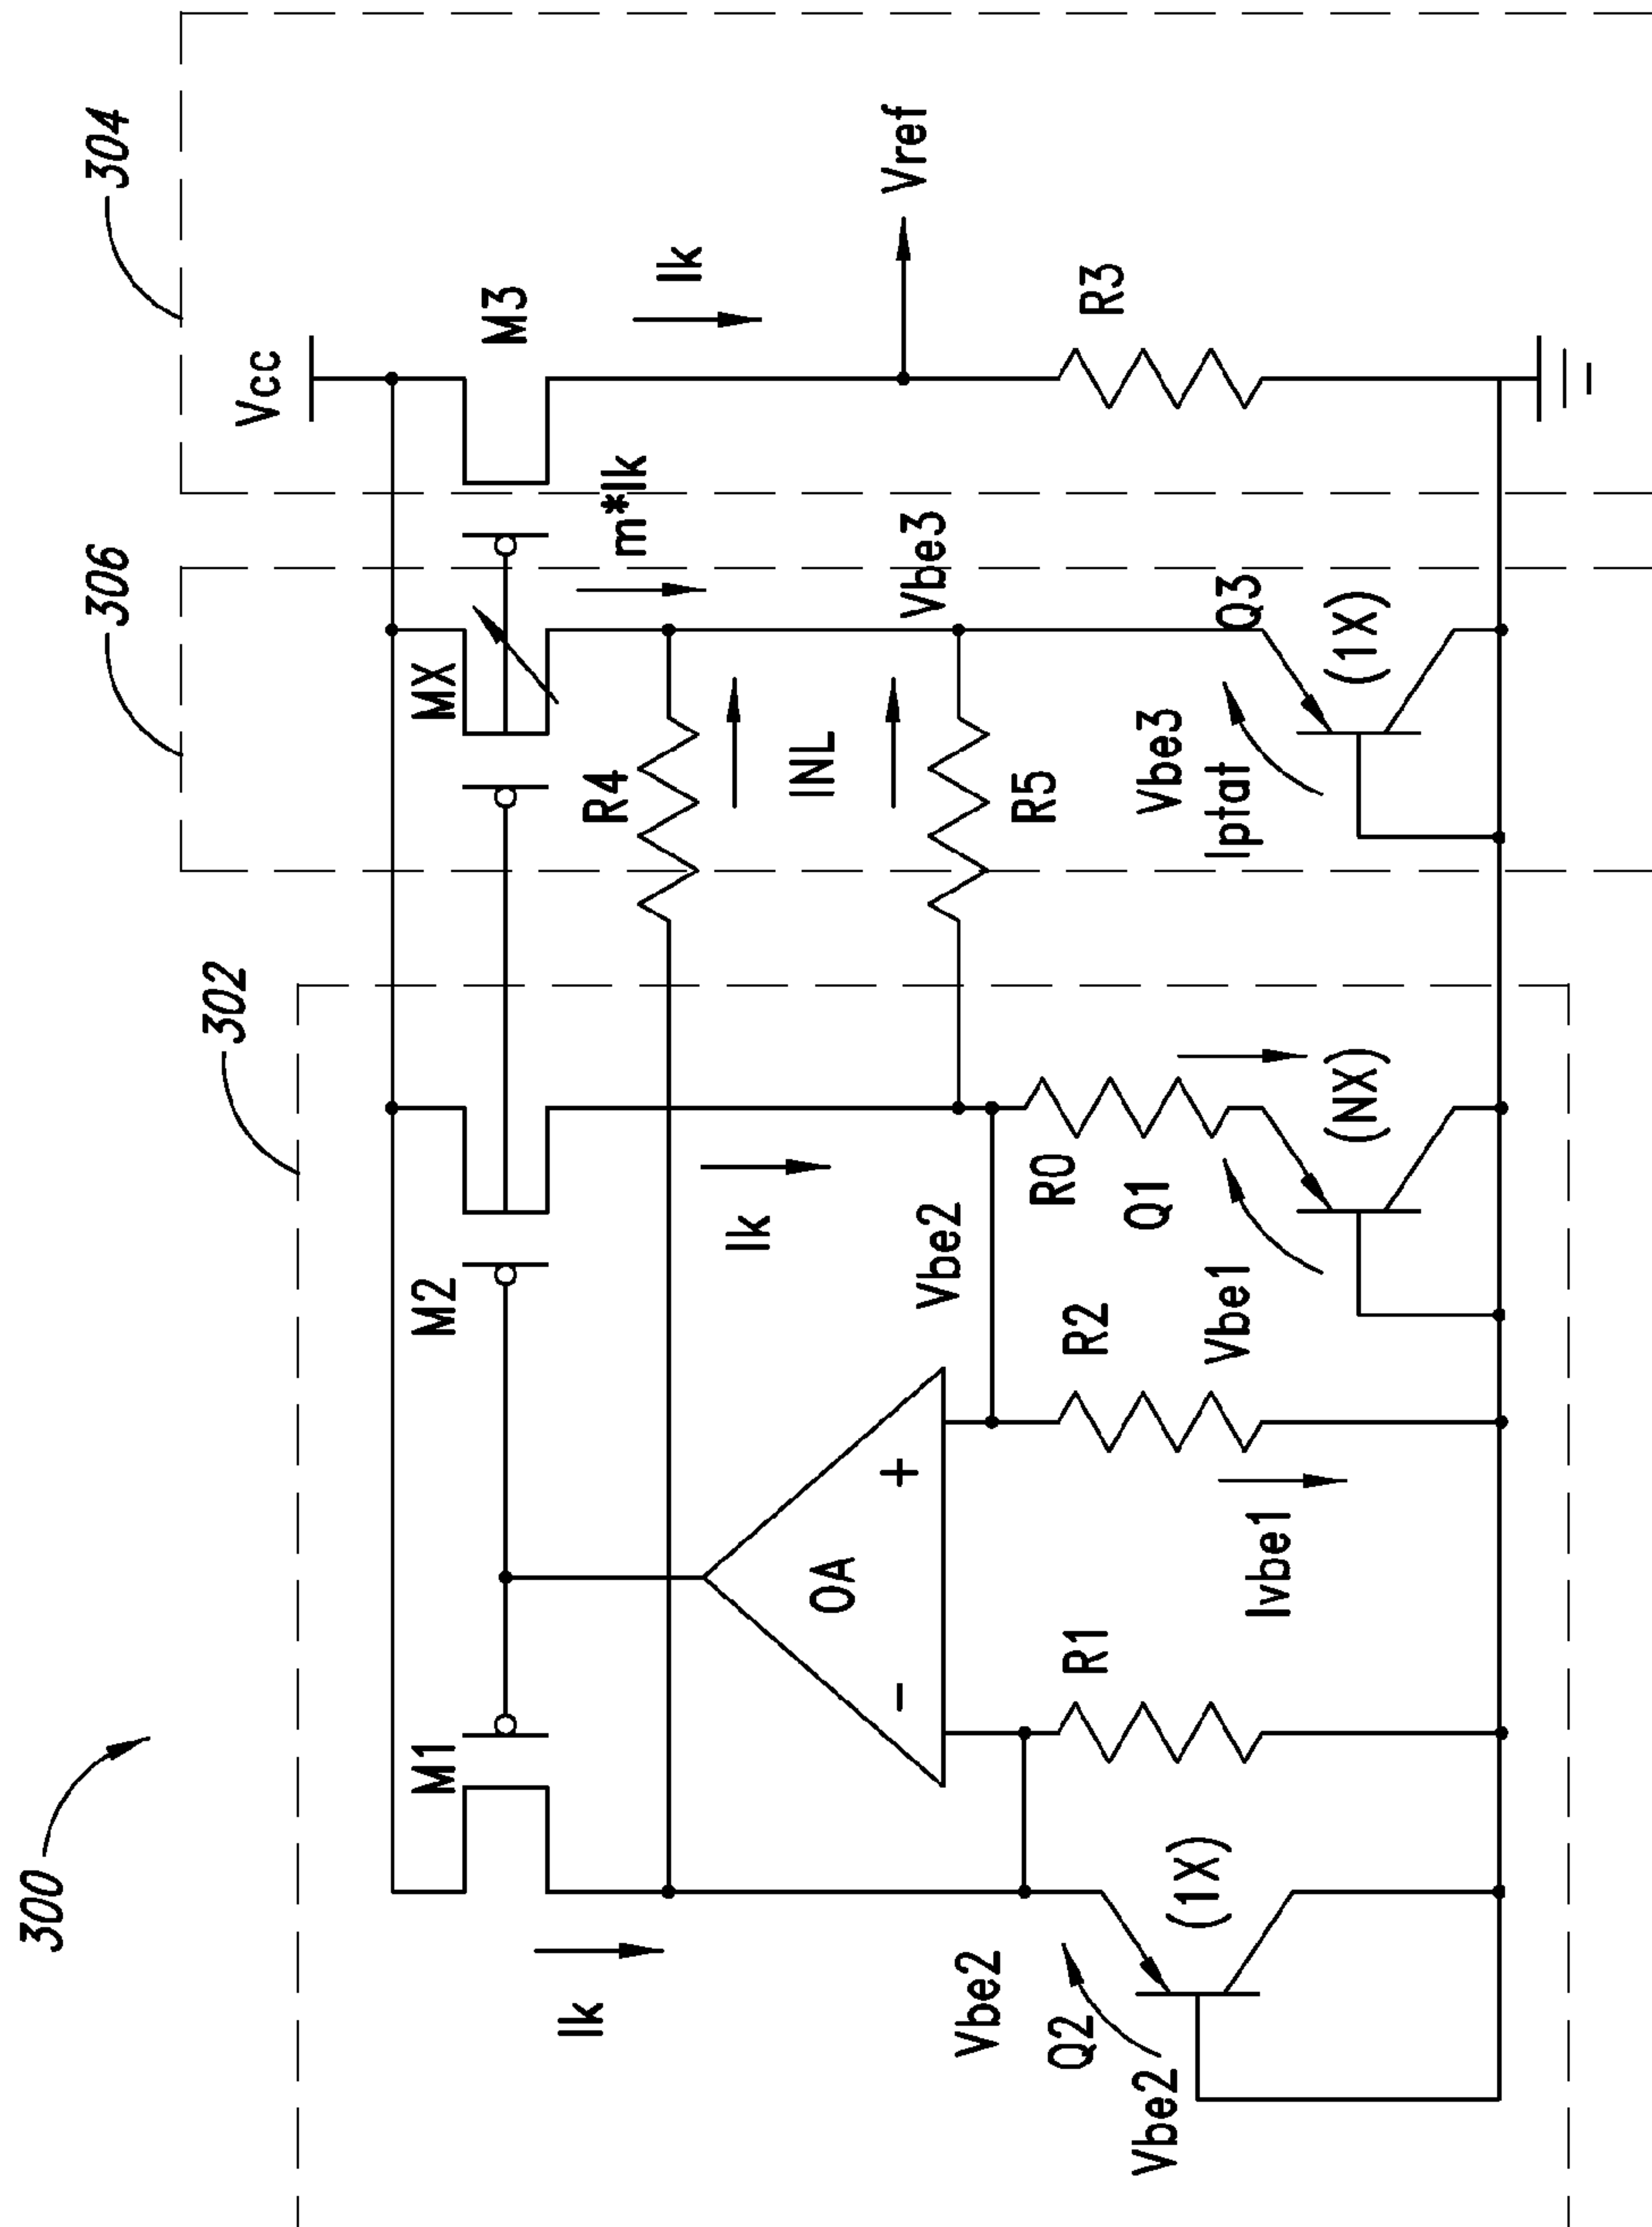 300
302
306
304
Vcc
M1
M2
MX
M3
Ik
Ik
m*Ik
Ik
R4
INL
R5
Vbe3
Vref
OA
-
+
Vbe2
Vbe2
Q2
Vbe2
(1X)
R1
R2
Ivbe1
R0
Q1
Vbe1
(NX)
Vbe3
Iptat
Q3
(1X)
R3